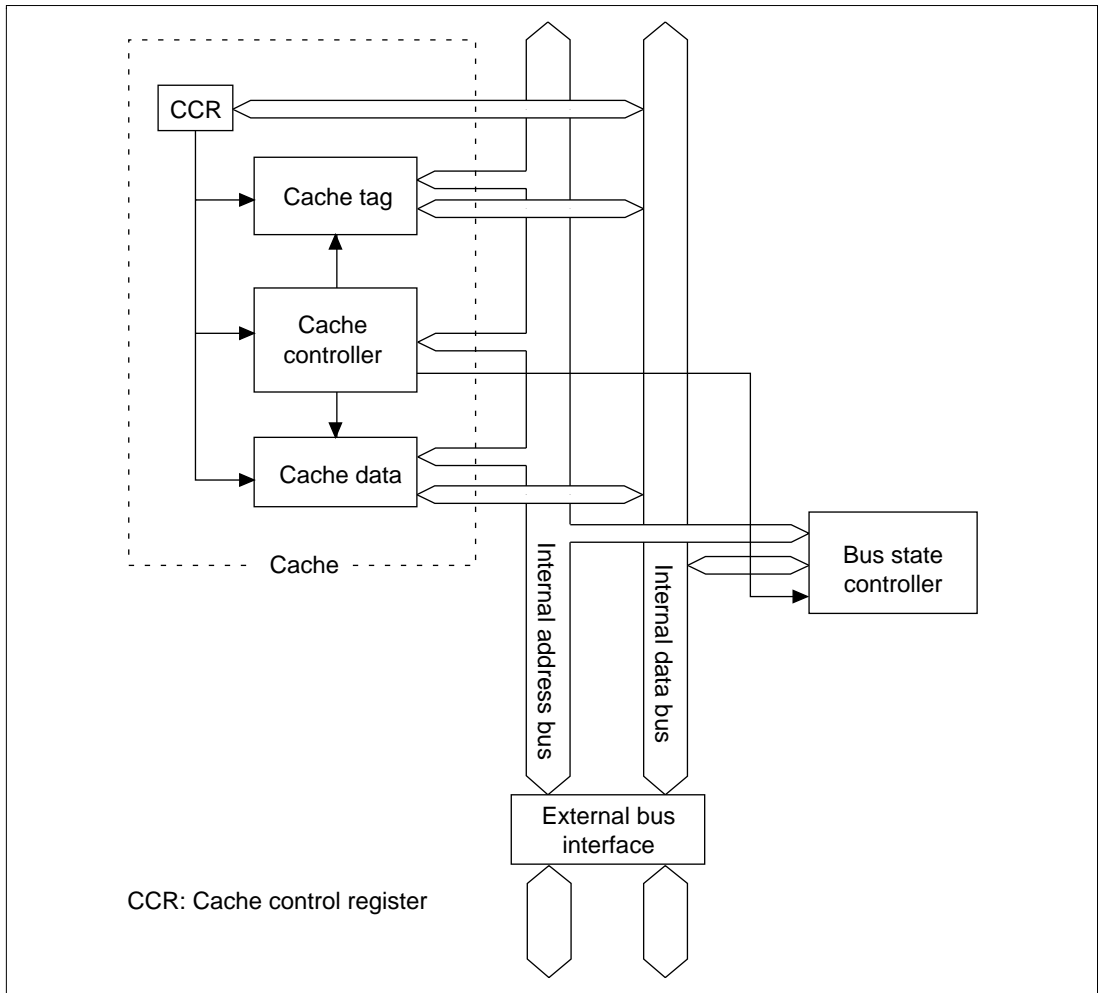 CCR
Cache tag
Cache
controller
Cache data
Cache
Internal address bus
Internal data bus
Bus state
controller
External bus
interface
CCR: Cache control register